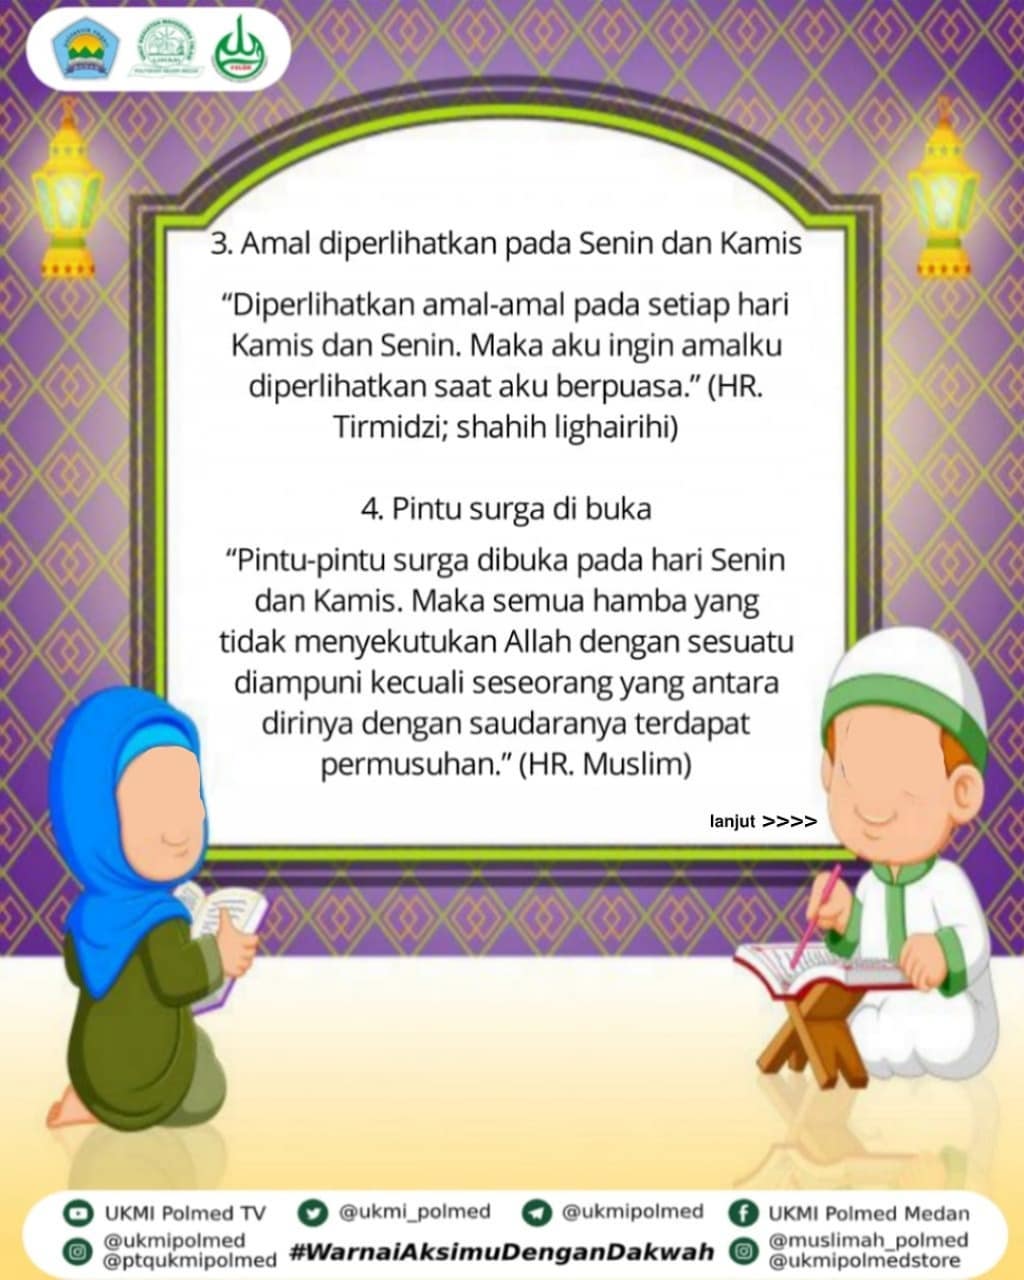 3. Amal diperlihatkan pada Senin dan Kamis
“Diperlihatkan amal-amal pada setiap hari
Kamis dan Senin. Maka aku ingin amalku
diperlihatkan saat aku berpuasa.” (HR.
Tirmidzi; shahih lighairihi)
4. Pintu surga di buka
“Pintu-pintu surga dibuka pada hari Senin
dan Kamis. Maka semua hamba yang
tidak menyekutukan Allah dengan sesuatu
diampuni kecuali seseorang yang antara
dirinya dengan saudaranya terdapat
permusuhan.” (HR. Muslim)
lanjut >>>>
UKMI Polmed TV
@ukmi_polmed
@ukmipolmed
UKMI Polmed Medan
@ukmipolmed
@ptqukmipolmed
#WarnaiAksimuDenganDakwah
@muslimah_polmed
@ukmipolmedstore